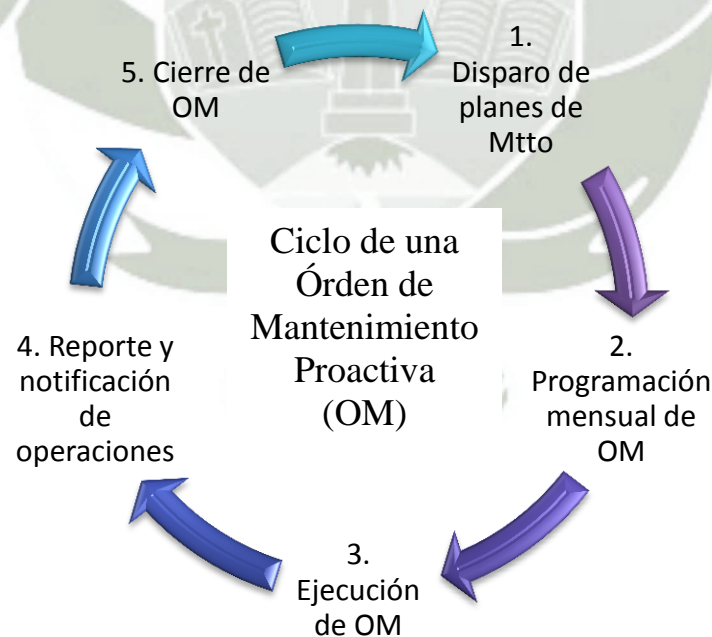 Ciclo de una
Órden de
Mantenimiento
Proactiva
(OM)
1.
Disparo de
planes de
Mtto
2.
Programación
mensual de
OM
3.
Ejecución
de OM
4. Reporte y
notificación
de
operaciones
5. Cierre de
OM